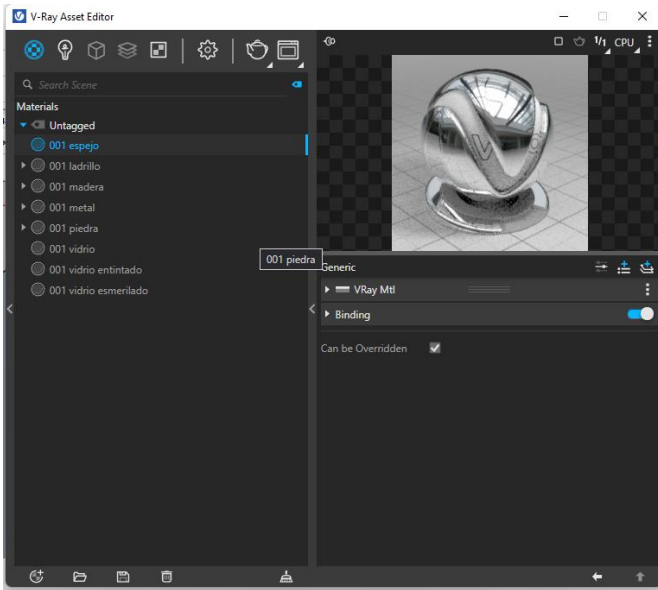 V-Ray Asset Editor
1/1 CPU
Search Scene
Materials
Untagged
001 espejo
001 ladrillo
001 madera
001 metal
001 piedra
001 vidrio
001 piedra
001 vidrio entintado
001 vidrio esmerilado
Generic
VRay Mtl
Binding
Can be Overridden